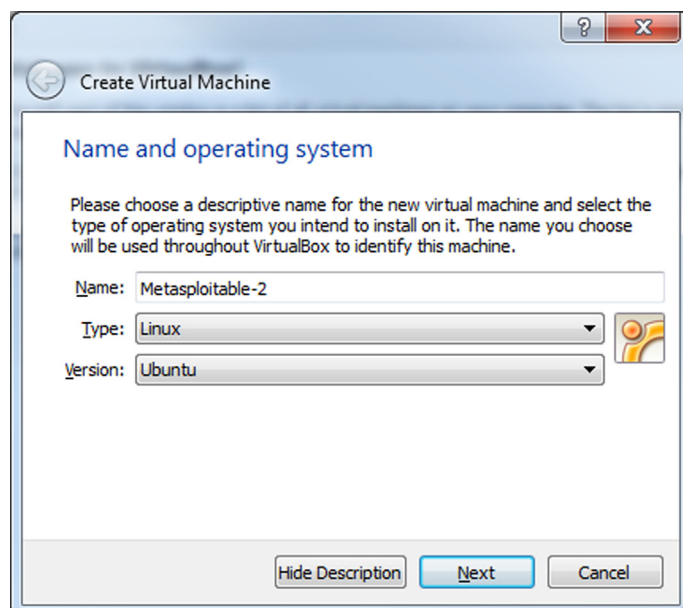 ?
X
Create Virtual Machine
Name and operating system
Please choose a descriptive name for the new virtual machine and select the
type of operating system you intend to install on it. The name you choose
will be used throughout VirtualBox to identify this machine.
Name: Metasploitable-2
Type: Linux
Version: Ubuntu
Hide Description Next Cancel